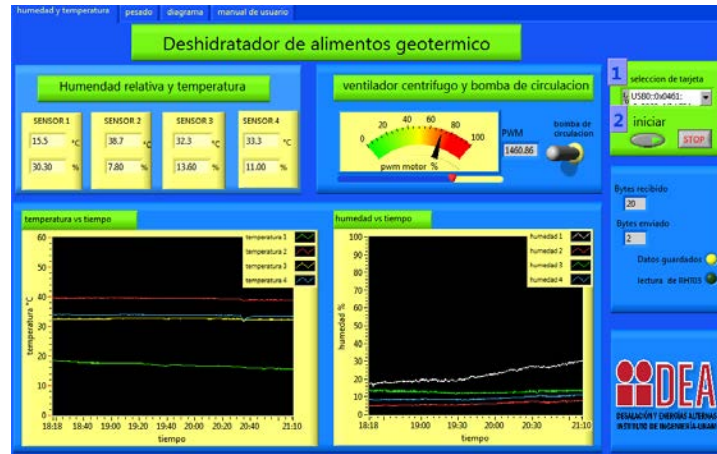 humedad y temperatura pesado diagrama manual de usuario
Deshidratador de alimentos geotermico
Humendad relativa y temperatura
SENSOR 1 SENSOR 2 SENSOR 3 SENSOR 4
15.5 °C 38.7 °C 32.3 °C 33.3 °C
30.30 % 7.80 % 13.60 % 11.00 %
ventilador centrifugo y bomba de circulacion
0 20 40 60 80 100
pwm motor %
PWM
1460.86
bomba de
circulacion
1
seleccion de tarjeta
USB0::0x0461:
2
iniciar
STOP
Bytes recibido
20
Bytes enviado
2
Datos guardados
lectura de RH103
temperatura vs tiempo
temperatura 1
temperatura 2
temperatura 3
temperatura 4
temperatura °C
60
50
40
30
20
10
0
18:18 18:40 19:00 19:20 19:40 20:00 20:20 20:40 21:10
tiempo
humedad vs tiempo
humedad 1
humedad 2
humedad 3
humedad 4
humedad %
100
90
80
70
60
50
40
30
20
10
0
18:18 19:00 19:30 20:00 20:30 21:10
tiempo
IDEA
DESALACIÓN Y ENERGÍAS ALTERNAS
INSTITUTO DE INGENIERÍA-UNAM